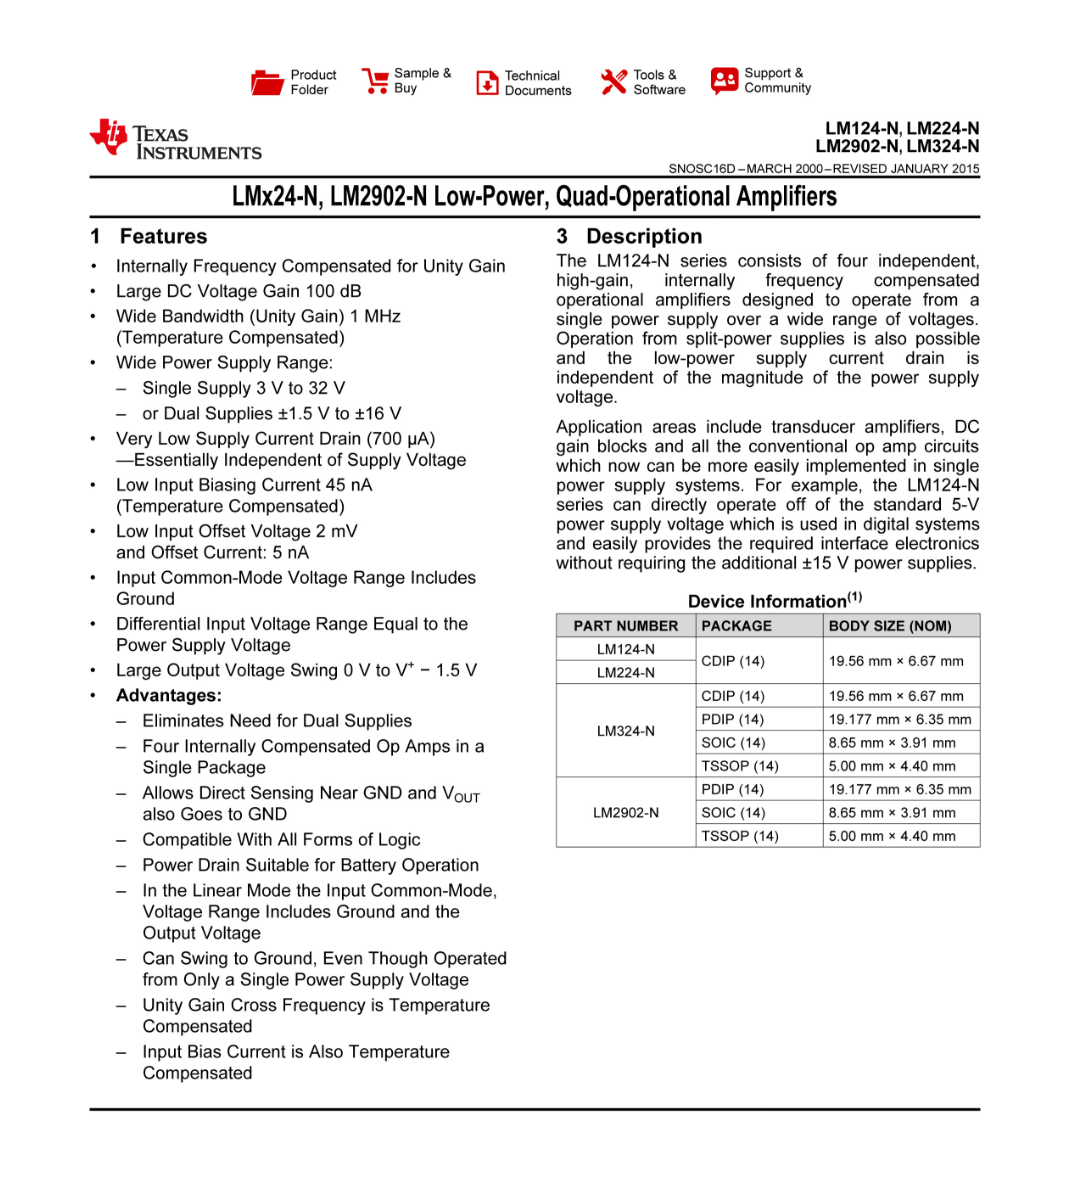 Product Folder
Sample & Buy
Technical Documents
Tools & Software
Support & Community
TEXAS INSTRUMENTS
LM124-N, LM224-N
LM2902-N, LM324-N
SNOSC16D – MARCH 2000 – REVISED JANUARY 2015
LMx24-N, LM2902-N Low-Power, Quad-Operational Amplifiers
1 Features
• Internally Frequency Compensated for Unity Gain
• Large DC Voltage Gain 100 dB
• Wide Bandwidth (Unity Gain) 1 MHz
(Temperature Compensated)
• Wide Power Supply Range:
– Single Supply 3 V to 32 V
– or Dual Supplies ±1.5 V to ±16 V
• Very Low Supply Current Drain (700 µA)
—Essentially Independent of Supply Voltage
• Low Input Biasing Current 45 nA
(Temperature Compensated)
• Low Input Offset Voltage 2 mV
and Offset Current: 5 nA
• Input Common-Mode Voltage Range Includes
Ground
• Differential Input Voltage Range Equal to the
Power Supply Voltage
• Large Output Voltage Swing 0 V to V⁺ − 1.5 V
• Advantages:
– Eliminates Need for Dual Supplies
– Four Internally Compensated Op Amps in a
Single Package
– Allows Direct Sensing Near GND and VOUT
also Goes to GND
– Compatible With All Forms of Logic
– Power Drain Suitable for Battery Operation
– In the Linear Mode the Input Common-Mode,
Voltage Range Includes Ground and the
Output Voltage
– Can Swing to Ground, Even Though Operated
from Only a Single Power Supply Voltage
– Unity Gain Cross Frequency is Temperature
Compensated
– Input Bias Current is Also Temperature
Compensated
3 Description
The LM124-N series consists of four independent,
high-gain, internally frequency compensated
operational amplifiers designed to operate from a
single power supply over a wide range of voltages.
Operation from split-power supplies is also possible
and the low-power supply current drain is
independent of the magnitude of the power supply
voltage.
Application areas include transducer amplifiers, DC
gain blocks and all the conventional op amp circuits
which now can be more easily implemented in single
power supply systems. For example, the LM124-N
series can directly operate off of the standard 5-V
power supply voltage which is used in digital systems
and easily provides the required interface electronics
without requiring the additional ±15 V power supplies.
Device Information(1)
PART NUMBER PACKAGE BODY SIZE (NOM)
LM124-N
LM224-N
CDIP (14) 19.56 mm × 6.67 mm
LM324-N
CDIP (14) 19.56 mm × 6.67 mm
PDIP (14) 19.177 mm × 6.35 mm
SOIC (14) 8.65 mm × 3.91 mm
TSSOP (14) 5.00 mm × 4.40 mm
LM2902-N
PDIP (14) 19.177 mm × 6.35 mm
SOIC (14) 8.65 mm × 3.91 mm
TSSOP (14) 5.00 mm × 4.40 mm